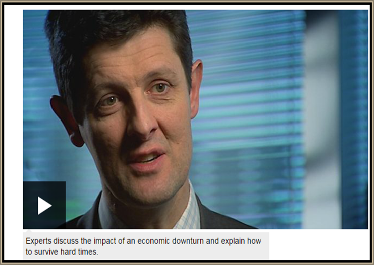 Experts discuss the impact of an economic downturn and explain how
to survive hard times.